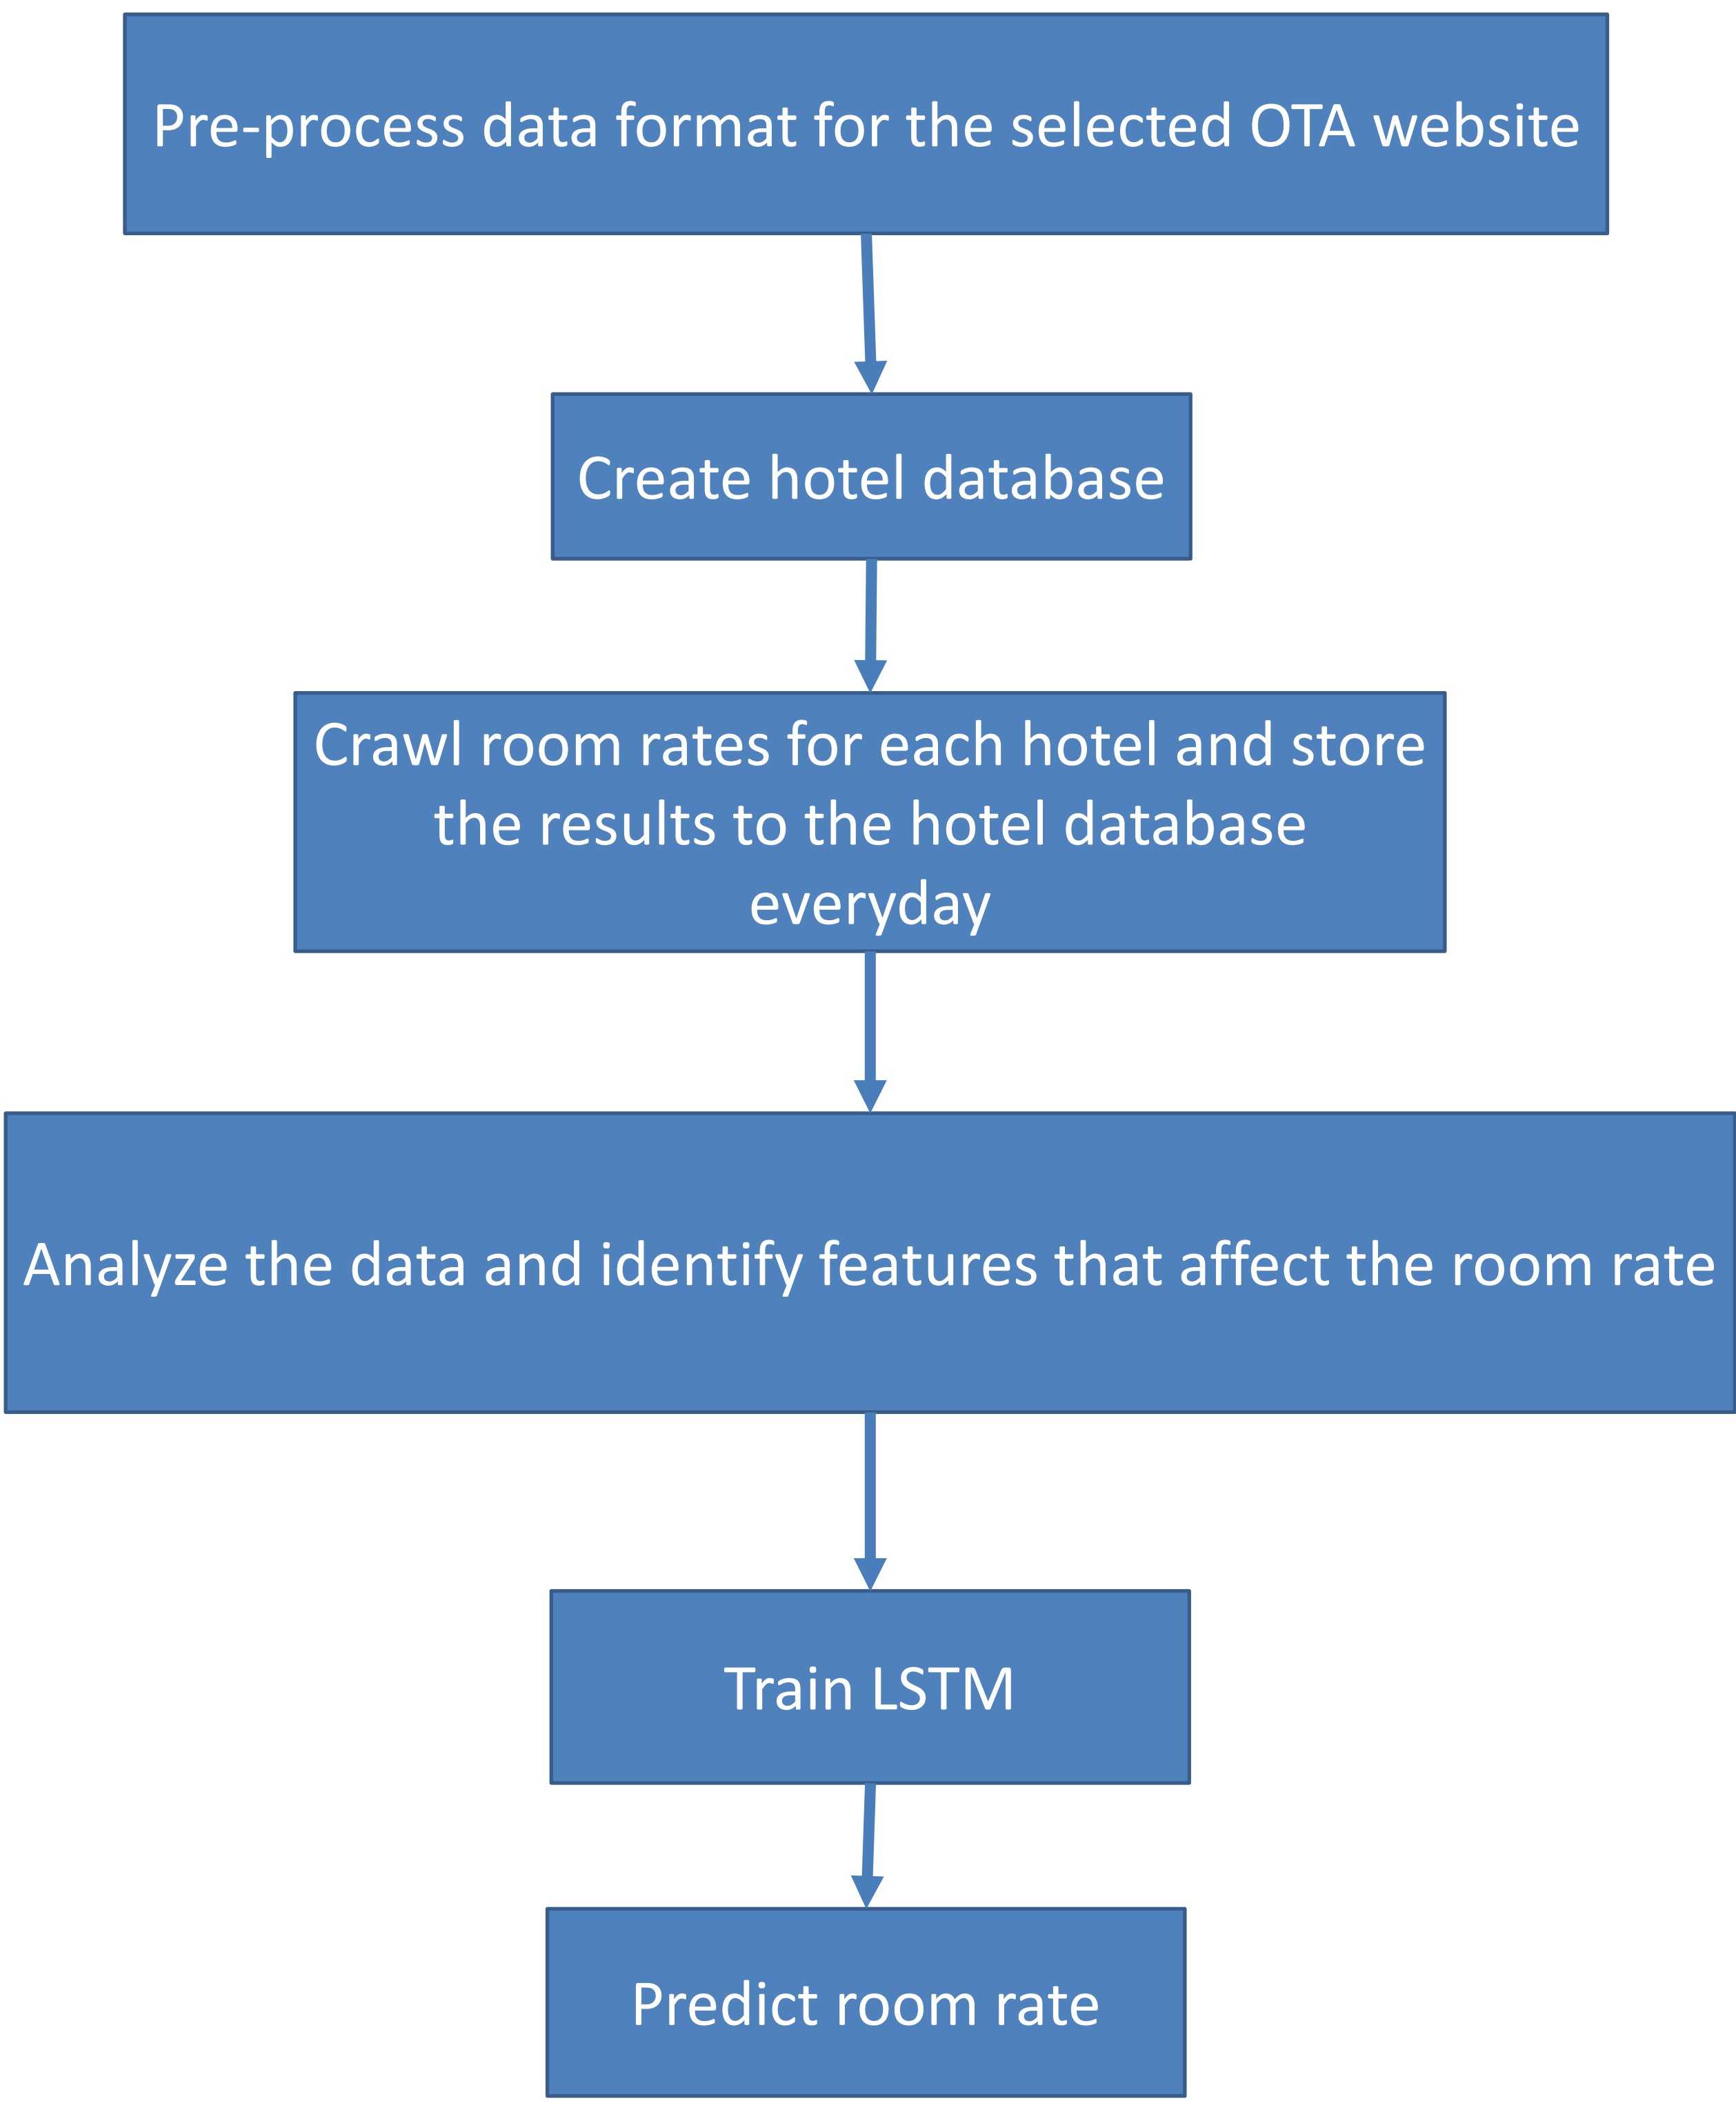 Pre-process data format for the selected OTA website
Create hotel database
Crawl room rates for each hotel and store
the results to the hotel database
everyday
Analyze the data and identify features that affect the room rate
Train LSTM
Predict room rate